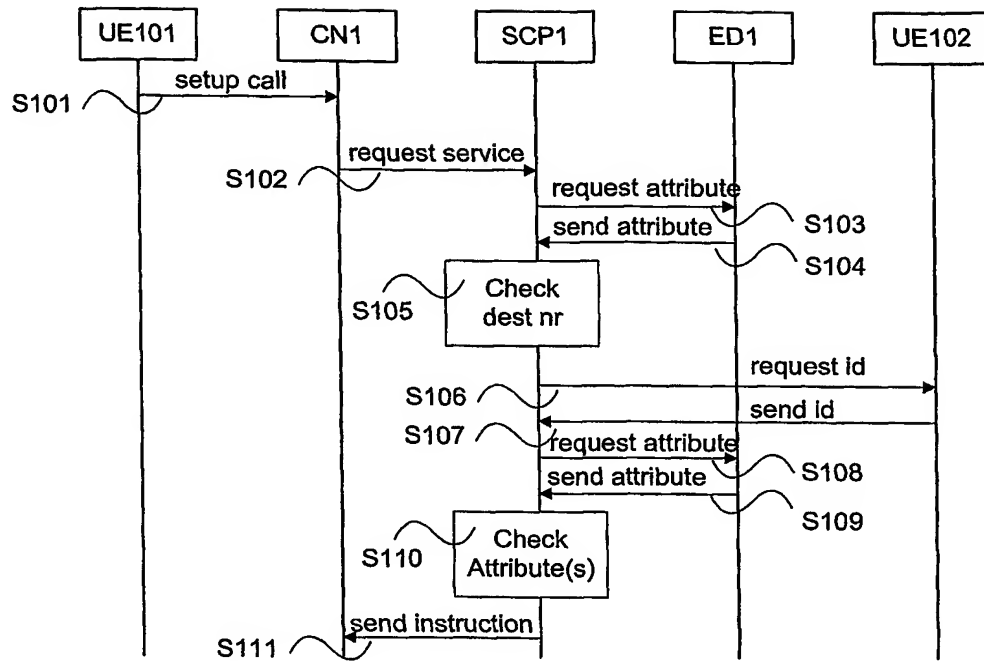 UE101
CN1
SCP1
ED1
UE102
setup call
S101
request service
S102
request attribute
S103
send attribute
S104
Check
dest nr
S105
request id
S106
send id
S107
request attribute
S108
send attribute
S109
Check
Attribute(s)
S110
send instruction
S111